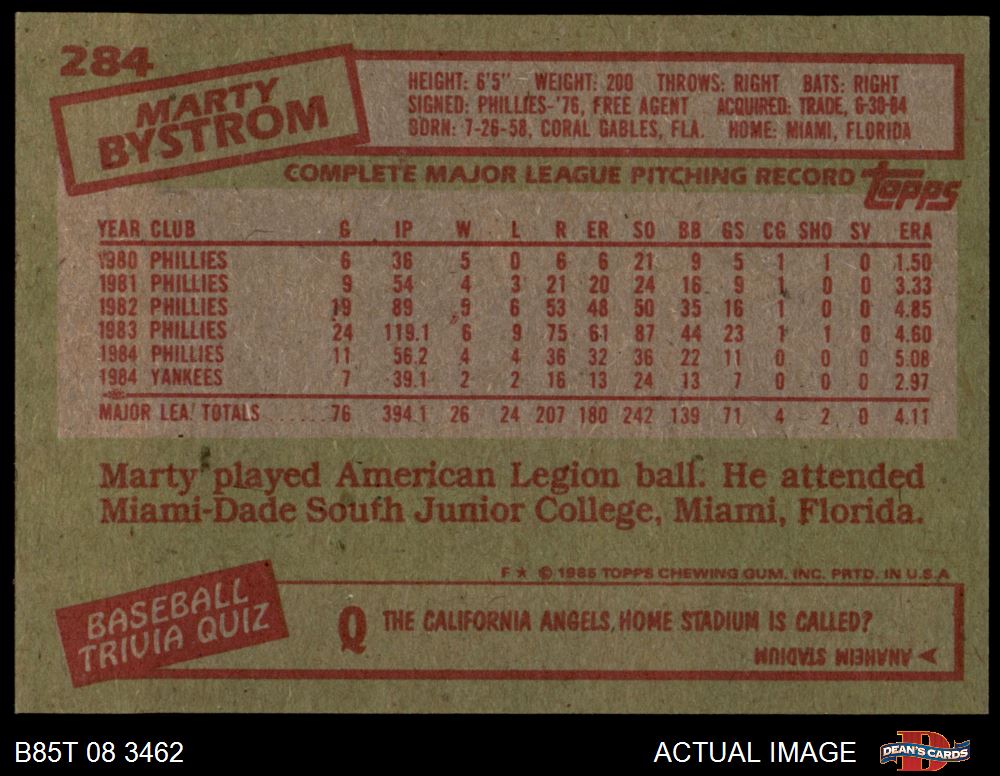 284
MARTY
BYSTROM
HEIGHT: 6'5" WEIGHT: 200 THROWS: RIGHT BATS: RIGHT
SIGNED: PHILLIES-'76, FREE AGENT ACQUIRED: TRADE, 6-30-84
BORN: 7-26-58, CORAL GABLES, FLA. HOME: MIAMI, FLORIDA
COMPLETE MAJOR LEAGUE PITCHING RECORD topps
YEAR CLUB G IP W L R ER SO BB GS CG SHO SV ERA
1980 PHILLIES 6 36 5 0 6 6 21 9 5 1 1 0 1.50
1981 PHILLIES 9 54 4 3 21 20 24 16 9 1 0 0 3.33
1982 PHILLIES 19 89 5 6 53 48 50 35 16 1 0 0 4.85
1983 PHILLIES 24 119.1 6 9 75 61 87 44 23 1 1 0 4.60
1984 PHILLIES 11 56.2 4 4 36 32 36 22 11 0 0 0 5.08
1984 YANKEES 7 39.1 2 2 16 13 24 13 7 0 0 0 2.97
MAJOR LEA. TOTALS ...... 76 394.1 26 24 207 180 242 139 71 4 2 0 4.11
Marty played American Legion ball. He attended
Miami-Dade South Junior College, Miami, Florida.
F ★ © 1985 TOPPS CHEWING GUM, INC. PRTD. IN U.S.A
BASEBALL
TRIVIA QUIZ
Q THE CALIFORNIA ANGELS, HOME STADIUM IS CALLED?
ANAHEIM
STADIUM
B85T 08 3462
ACTUAL IMAGE
D
DEAN'S CARDS